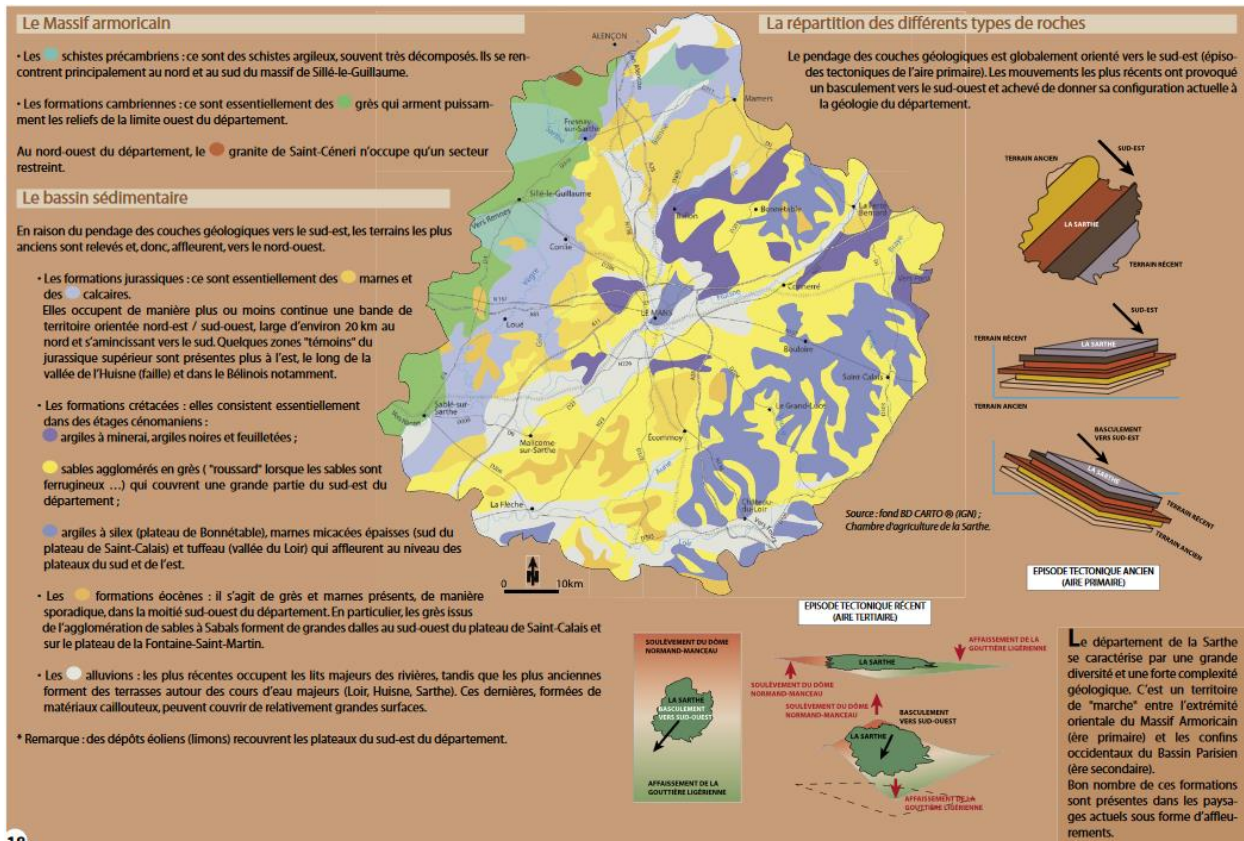 Le Massif armoricain
• Les schistes précambriens : ce sont des schistes argileux, souvent très décomposés. Ils se ren-
contrent principalement au nord et au sud du massif de Sillé-le-Guillaume.
• Les formations cambriennes : ce sont essentiellement des grès qui arment puissam-
ment les reliefs de la limite ouest du département.
Au nord-ouest du département, le granite de Saint-Céneri n'occupe qu'un secteur
restreint.
Le bassin sédimentaire
En raison du pendage des couches géologiques vers le sud-est, les terrains les plus
anciens sont relevés et, donc, affleurent, vers le nord-ouest.
• Les formations jurassiques : ce sont essentiellement des marnes et
des calcaires.
Elles occupent de manière plus ou moins continue une bande de
territoire orientée nord-est / sud-ouest, large d'environ 20 km au
nord et s'amincissant vers le sud. Quelques zones "témoins" du
jurassique supérieur sont présentes plus à l'est, le long de la
vallée de l'Huisne (faille) et dans le Bélinois notamment.
• Les formations crétacées : elles consistent essentiellement
dans des étages cénomaniens :
argiles à minerai, argiles noires et feuilletées ;
sables agglomérés en grès ( "roussard" lorsque les sables sont
ferrugineux ...) qui couvrent une grande partie du sud-est du
département ;
argiles à silex (plateau de Bonnétable), marnes micacées épaisses (sud du
plateau de Saint-Calais) et tuffeau (vallée du Loir) qui affleurent au niveau des
plateaux du sud et de l'est.
• Les formations éocènes : il s'agit de grès et marnes présents, de manière
sporadique, dans la moitié sud-ouest du département. En particulier, les grès issus
de l'agglomération de sables à Sabals forment de grandes dalles au sud-ouest du plateau de Saint-Calais et
sur le plateau de la Fontaine-Saint-Martin.
• Les alluvions : les plus récentes occupent les lits majeurs des rivières, tandis que les plus anciennes
forment des terrasses autour des cours d'eau majeurs (Loir, Huisne, Sarthe). Ces dernières, formées de
matériaux caillouteux, peuvent couvrir de relativement grandes surfaces.
* Remarque : des dépôts éoliens (limons) recouvrent les plateaux du sud-est du département.
ALENÇON
Mamers
Fresnay-
sur-Sarthe
Sarthe
Sillé-le-Guillaume
Vers Rennes
Conlie
Vègre
Ballon
Bonnétable
La Ferté
Bernard
Braye
Connerré
Huisne
LE MANS
Loué
Bouloire
Saint-Calais
Sablé-sur-
Sarthe
Malicorne
sur-Sarthe
Écommoy
Le Grand-Lucé
La Flèche
Château-
du-Loir
Loir
Aune
A11
N157
N
0 10km
Source : fond BD CARTO ® (IGN) ;
Chambre d'agriculture de la Sarthe.
La répartition des différents types de roches
Le pendage des couches géologiques est globalement orienté vers le sud-est (épiso-
des tectoniques de l'aire primaire). Les mouvements les plus récents ont provoqué
un basculement vers le sud-ouest et achevé de donner sa configuration actuelle à
la géologie du département.
TERRAIN ANCIEN
SUD-EST
LA SARTHE
TERRAIN RÉCENT
SUD-EST
TERRAIN RÉCENT
LA SARTHE
TERRAIN ANCIEN
BASCULEMENT
VERS SUD-EST
LA SARTHE
TERRAIN RÉCENT
TERRAIN ANCIEN
EPISODE TECTONIQUE ANCIEN
(AIRE PRIMAIRE)
EPISODE TECTONIQUE RÉCENT
(AIRE TERTIAIRE)
SOULÈVEMENT DU DÔME
NORMAND-MANCEAU
LA SARTHE
BASCULEMENT
VERS SUD-OUEST
AFFAISSEMENT DE LA
GOUTTIÈRE LIGÉRIENNE
LA SARTHE
AFFAISSEMENT DE LA
GOUTTIÈRE LIGÉRIENNE
SOULÈVEMENT DU DÔME
NORMAND-MANCEAU
SOULÈVEMENT DU DÔME
NORMAND-MANCEAU
BASCULEMENT
VERS SUD-OUEST
LA SARTHE
AFFAISSEMENT DE LA
GOUTTIÈRE LIGÉRIENNE
Le département de la Sarthe
se caractérise par une grande
diversité et une forte complexité
géologique. C'est un territoire
de "marche" entre l'extrémité
orientale du Massif Armoricain
(ère primaire) et les confins
occidentaux du Bassin Parisien
(ère secondaire).
Bon nombre de ces formations
sont présentes dans les paysa-
ges actuels sous forme d'affleu-
rements.